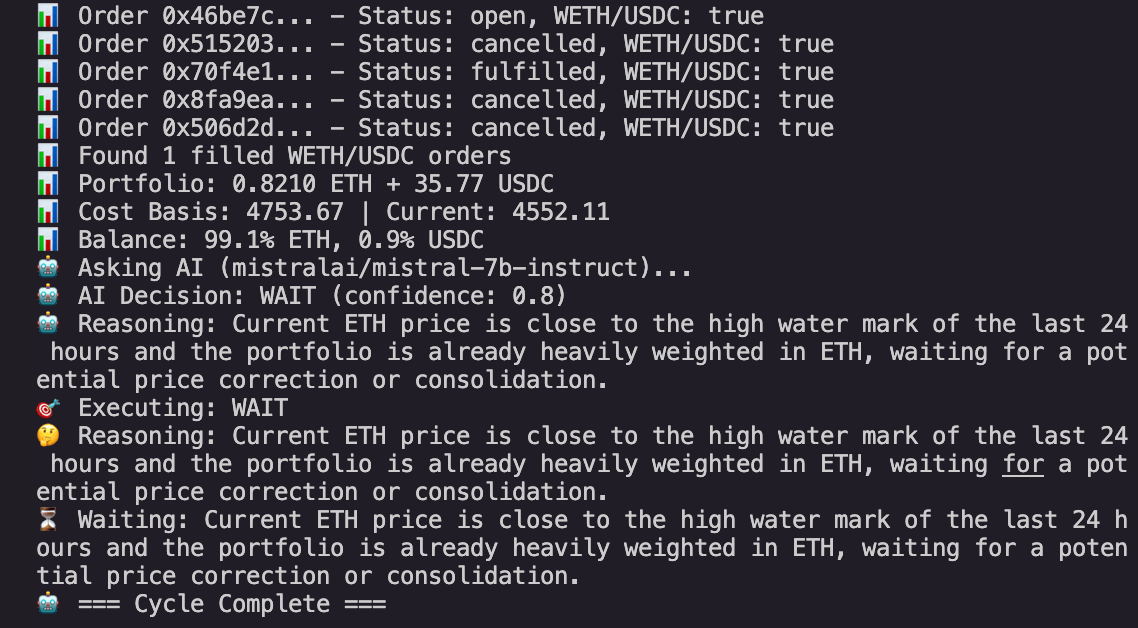 📊 Order 0x46be7c... – Status: open, WETH/USDC: true
📊 Order 0x515203... – Status: cancelled, WETH/USDC: true
📊 Order 0x70f4e1... – Status: fulfilled, WETH/USDC: true
📊 Order 0x8fa9ea... – Status: cancelled, WETH/USDC: true
📊 Order 0x506d2d... – Status: cancelled, WETH/USDC: true
📊 Found 1 filled WETH/USDC orders
📊 Portfolio: 0.8210 ETH + 35.77 USDC
📊 Cost Basis: 4753.67 | Current: 4552.11
📊 Balance: 99.1% ETH, 0.9% USDC
🤖 Asking AI (mistralai/mistral-7b-instruct)...
🤖 AI Decision: WAIT (confidence: 0.8)
🤖 Reasoning: Current ETH price is close to the high water mark of the last 24
hours and the portfolio is already heavily weighted in ETH, waiting for a pot
ential price correction or consolidation.
🎯 Executing: WAIT
🤔 Reasoning: Current ETH price is close to the high water mark of the last 24
hours and the portfolio is already heavily weighted in ETH, waiting for a pot
ential price correction or consolidation.
⏳ Waiting: Current ETH price is close to the high water mark of the last 24 h
ours and the portfolio is already heavily weighted in ETH, waiting for a poten
tial price correction or consolidation.
🤖 === Cycle Complete ===